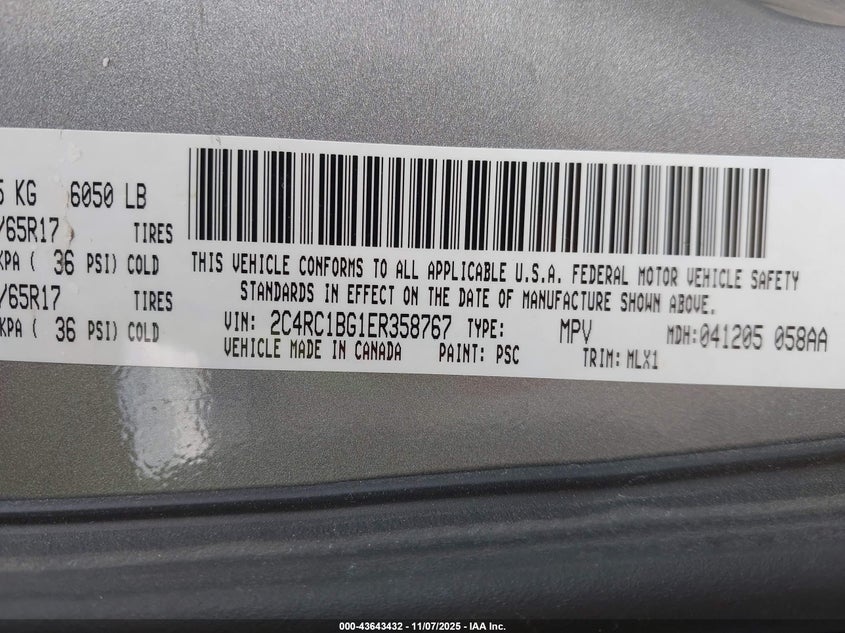 5 KG 6050 LB
/65R17 TIRES
KPA ( 36 PSI) COLD
/65R17 TIRES
KPA ( 36 PSI) COLD
THIS VEHICLE CONFORMS TO ALL APPLICABLE U.S.A. FEDERAL MOTOR VEHICLE SAFETY
STANDARDS IN EFFECT ON THE DATE OF MANUFACTURE SHOWN ABOVE.
VIN: 2C4RC1BG1ER358767 TYPE: MPV MDH:041205 058AA
VEHICLE MADE IN CANADA PAINT: PSC TRIM: MLX1
000-43643432 - 11/07/2025 - IAA Inc.